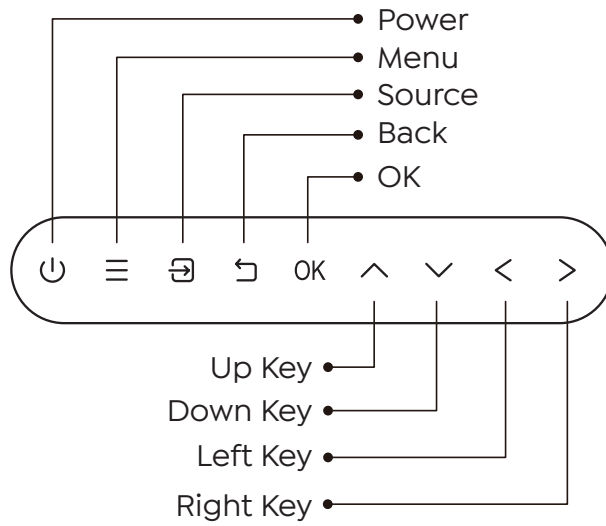 Power
Menu
Source
Back
OK
OK
Up Key
Down Key
Left Key
Right Key